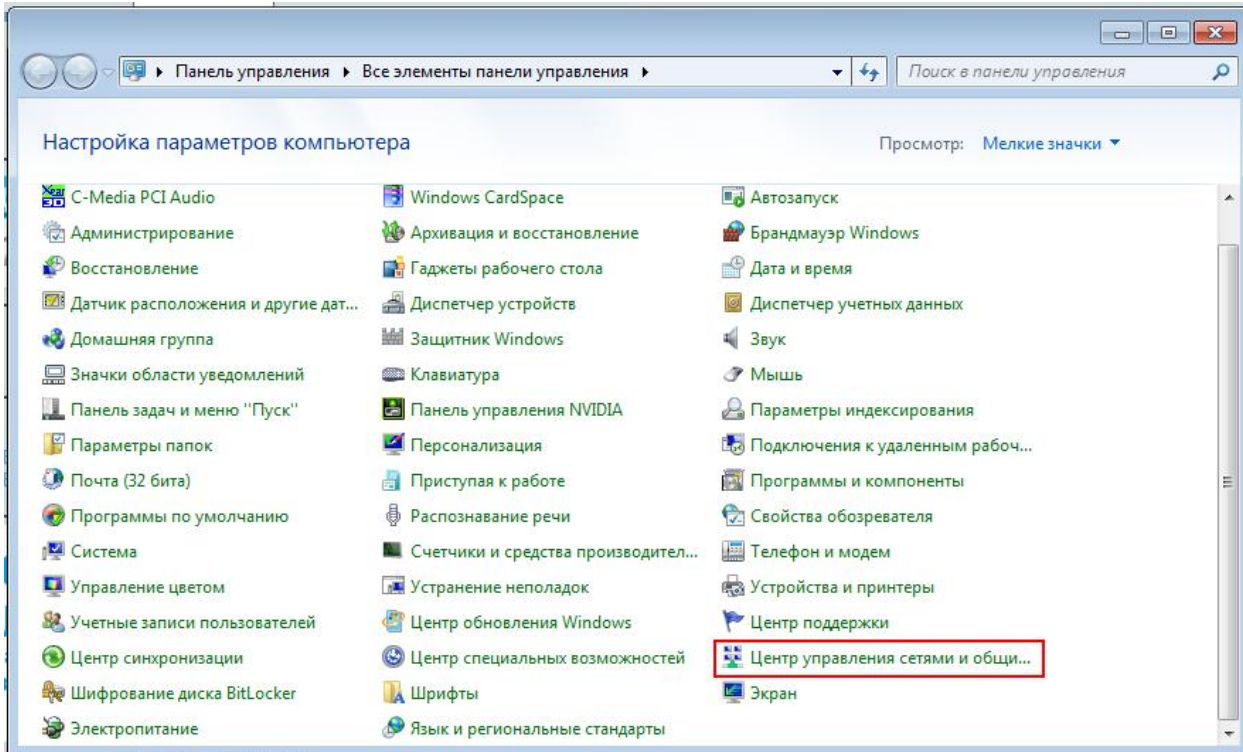 Панель управления ▸ Все элементы панели управления ▸ Поиск в панели управления
Настройка параметров компьютера Просмотр: Мелкие значки
C-Media PCI Audio Windows CardSpace Автозапуск
Администрирование Архивация и восстановление Брандмауэр Windows
Восстановление Гаджеты рабочего стола Дата и время
Датчик расположения и другие дат... Диспетчер устройств Диспетчер учетных данных
Домашняя группа Защитник Windows Звук
Значки области уведомлений Клавиатура Мышь
Панель задач и меню "Пуск" Панель управления NVIDIA Параметры индексирования
Параметры папок Персонализация Подключения к удаленным рабоч...
Почта (32 бита) Приступая к работе Программы и компоненты
Программы по умолчанию Распознавание речи Свойства обозревателя
Система Счетчики и средства производител... Телефон и модем
Управление цветом Устранение неполадок Устройства и принтеры
Учетные записи пользователей Центр обновления Windows Центр поддержки
Центр синхронизации Центр специальных возможностей Центр управления сетями и общи...
Шифрование диска BitLocker Шрифты Экран
Электропитание Язык и региональные стандарты